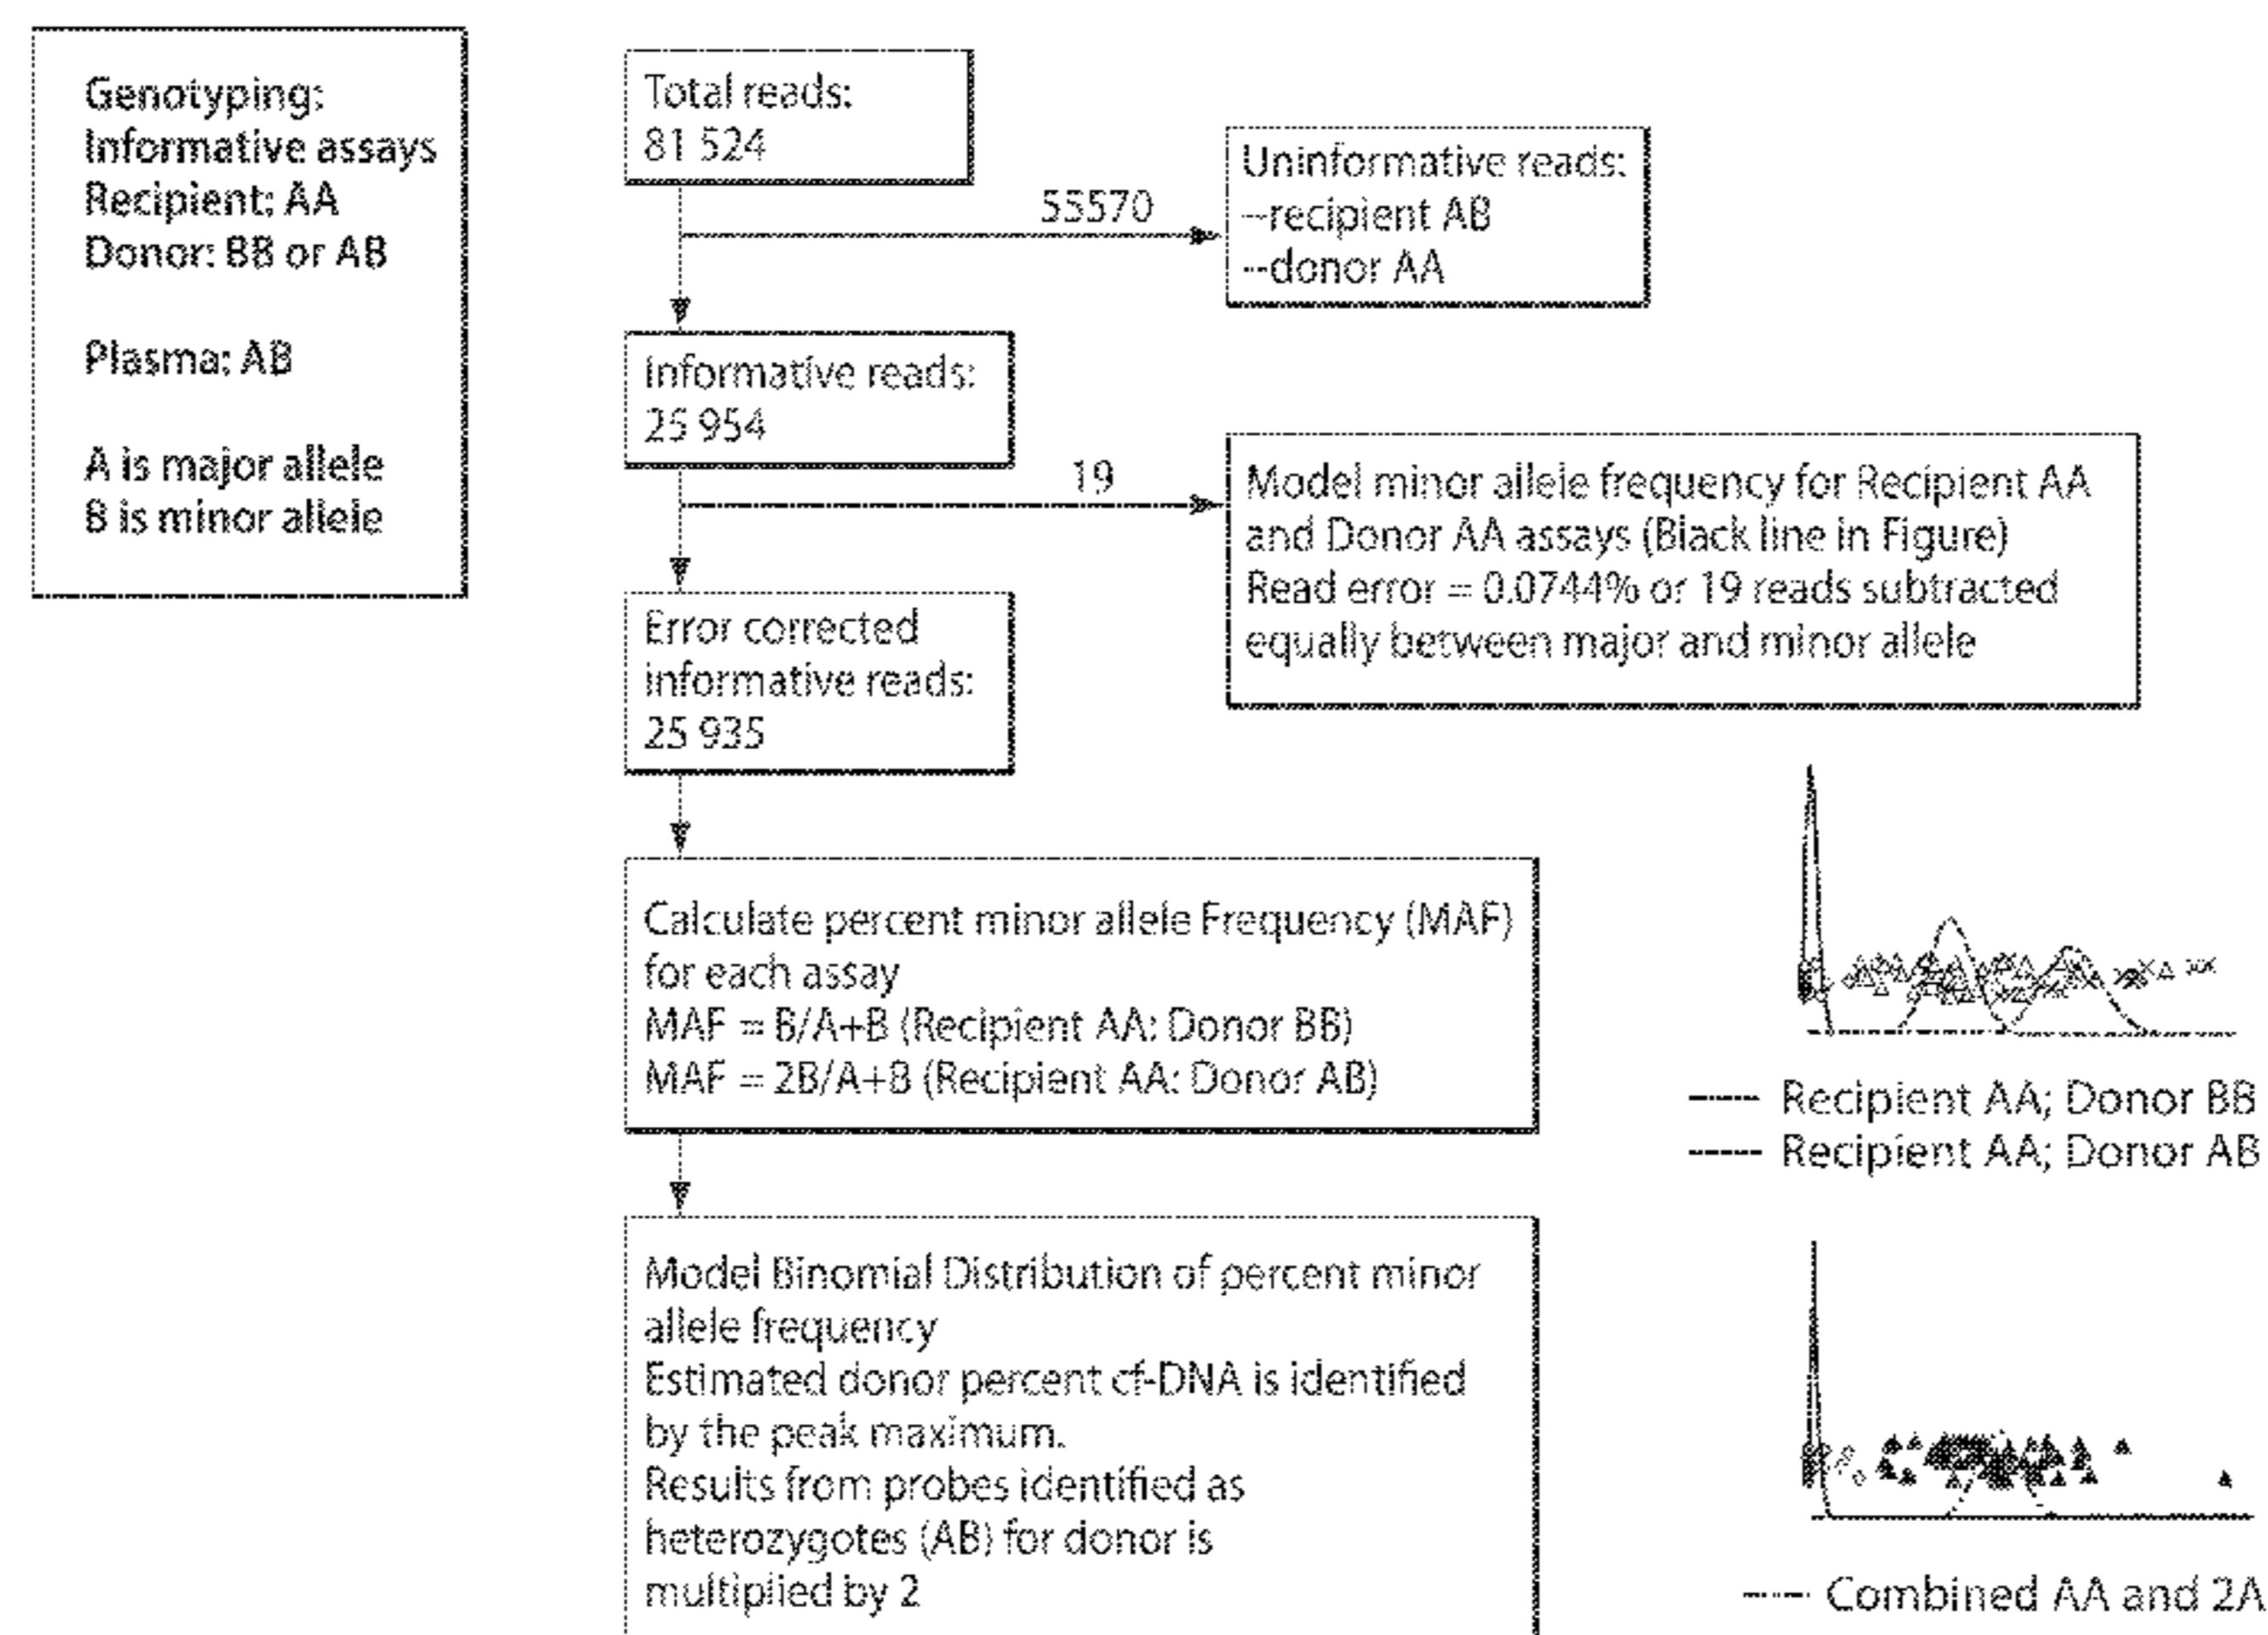 Genotyping:
Informative assays
Recipient: AA
Donor: BB or AB
Plasma: AB
A is major allele
B is minor allele
Total reads:
81 524
55570
Uninformative reads:
--recipient AB
--donor AA
Informative reads:
25 954
19
Model minor allele frequency for Recipient AA
and Donor AA assays (Black line in Figure)
Read error = 0.0744% or 19 reads subtracted
equally between major and minor allele
Error corrected
informative reads:
25 935
Calculate percent minor allele Frequency (MAF)
for each assay
MAF = B/A+B (Recipient AA: Donor BB)
MAF = 2B/A+B (Recipient AA: Donor AB)
Recipient AA; Donor BB
Recipient AA; Donor AB
Model Binomial Distribution of percent minor
allele frequency
Estimated donor percent cf-DNA is identified
by the peak maximum.
Results from probes identified as
heterozygotes (AB) for donor is
multiplied by 2
Combined AA and 2A